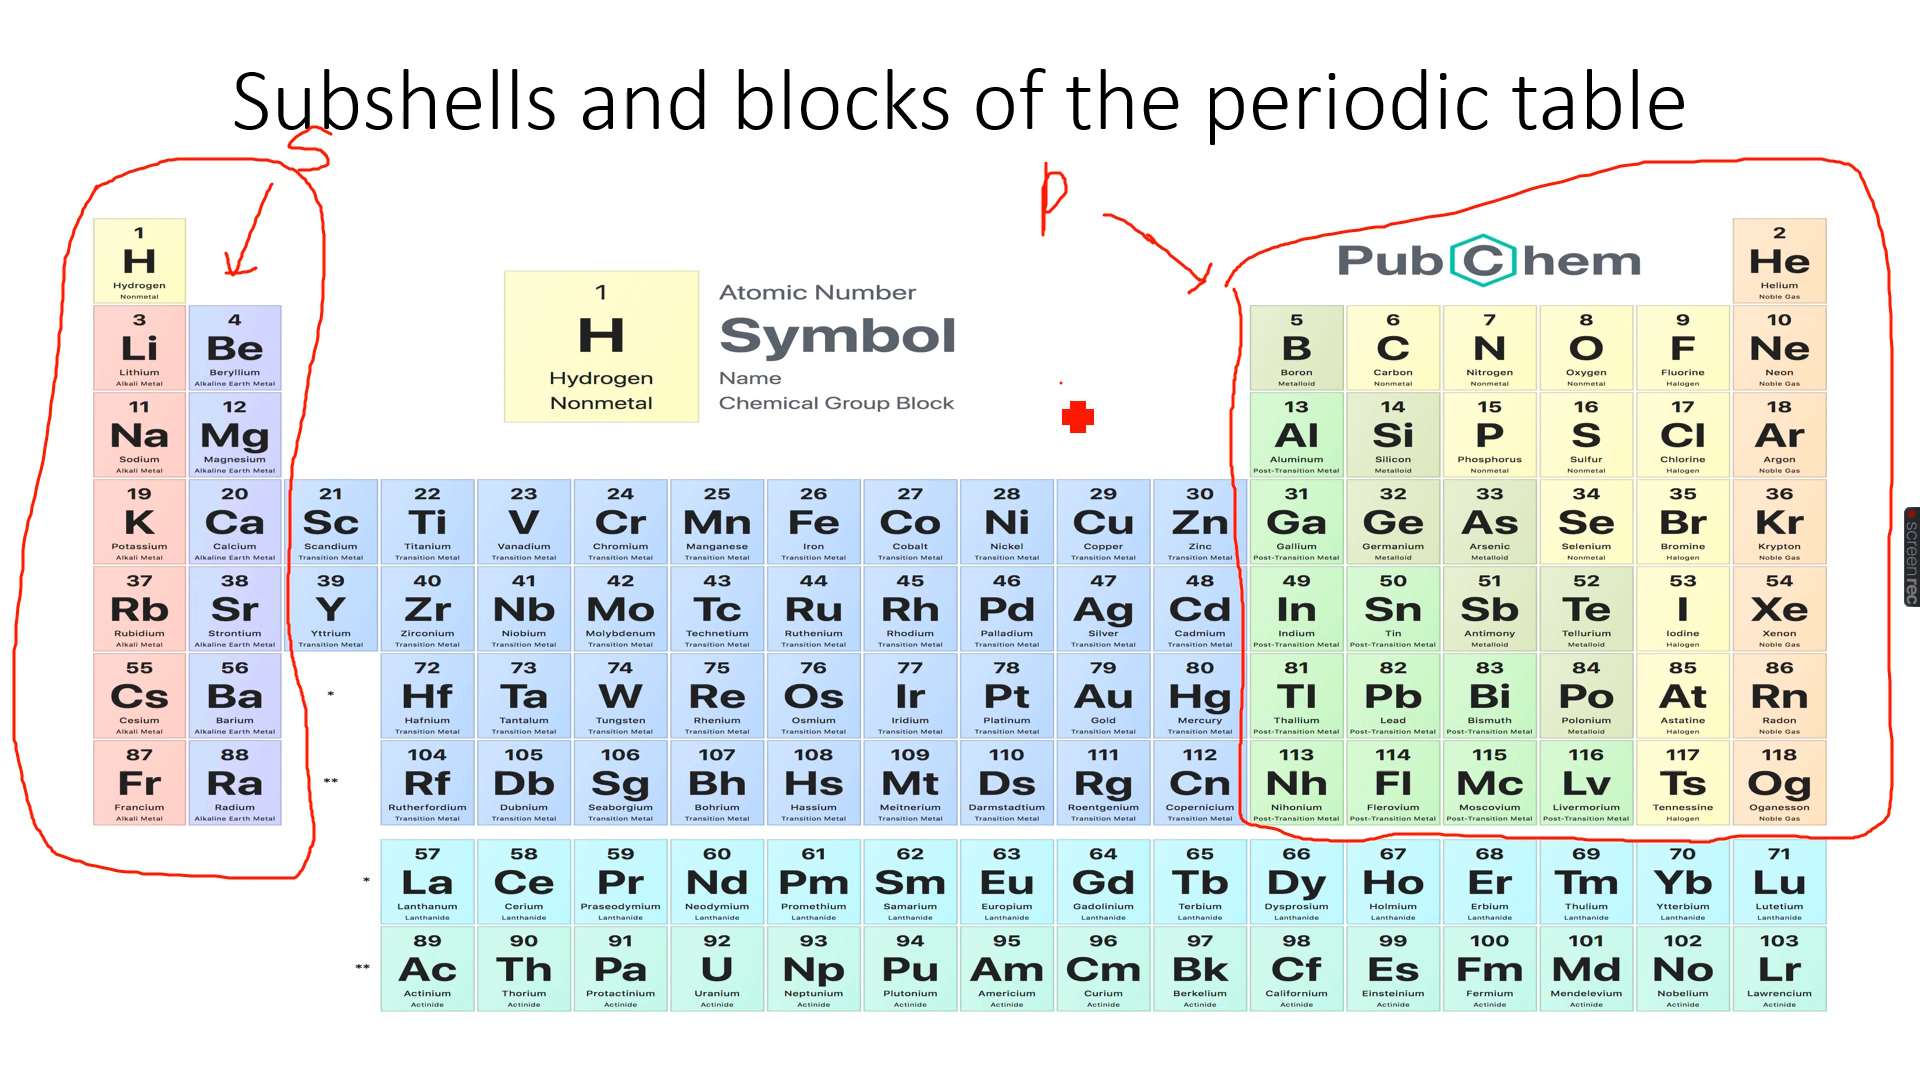 Subshells and blocks of the periodic table
S
p
1
H
Hydrogen
Nonmetal
1
H
Hydrogen
Nonmetal
Atomic Number
Symbol
Name
Chemical Group Block
PubChem
2
He
Helium
Noble Gas
3 4 5 6 7 8 9 10
Li Be B C N O F Ne
Lithium Beryllium Boron Carbon Nitrogen Oxygen Fluorine Neon
Alkali Metal Alkaline Earth Metal Metalloid Nonmetal Nonmetal Nonmetal Halogen Noble Gas
11 12 13 14 15 16 17 18
Na Mg Al Si P S Cl Ar
Sodium Magnesium Aluminum Silicon Phosphorus Sulfur Chlorine Argon
Alkali Metal Alkaline Earth Metal Post-Transition Metal Metalloid Nonmetal Nonmetal Halogen Noble Gas
19 20 21 22 23 24 25 26 27 28 29 30 31 32 33 34 35 36
K Ca Sc Ti V Cr Mn Fe Co Ni Cu Zn Ga Ge As Se Br Kr
Potassium Calcium Scandium Titanium Vanadium Chromium Manganese Iron Cobalt Nickel Copper Zinc Gallium Germanium Arsenic Selenium Bromine Krypton
Alkali Metal Alkaline Earth Metal Transition Metal Transition Metal Transition Metal Transition Metal Transition Metal Transition Metal Transition Metal Transition Metal Transition Metal Transition Metal Post-Transition Metal Metalloid Metalloid Nonmetal Halogen Noble Gas
37 38 39 40 41 42 43 44 45 46 47 48 49 50 51 52 53 54
Rb Sr Y Zr Nb Mo Tc Ru Rh Pd Ag Cd In Sn Sb Te I Xe
Rubidium Strontium Yttrium Zirconium Niobium Molybdenum Technetium Ruthenium Rhodium Palladium Silver Cadmium Indium Tin Antimony Tellurium Iodine Xenon
Alkali Metal Alkaline Earth Metal Transition Metal Transition Metal Transition Metal Transition Metal Transition Metal Transition Metal Transition Metal Transition Metal Transition Metal Transition Metal Post-Transition Metal Post-Transition Metal Metalloid Metalloid Halogen Noble Gas
55 56 72 73 74 75 76 77 78 79 80 81 82 83 84 85 86
Cs Ba * Hf Ta W Re Os Ir Pt Au Hg Tl Pb Bi Po At Rn
Cesium Barium Hafnium Tantalum Tungsten Rhenium Osmium Iridium Platinum Gold Mercury Thallium Lead Bismuth Polonium Astatine Radon
Alkali Metal Alkaline Earth Metal Transition Metal Transition Metal Transition Metal Transition Metal Transition Metal Transition Metal Transition Metal Transition Metal Transition Metal Post-Transition Metal Post-Transition Metal Post-Transition Metal Metalloid Halogen Noble Gas
87 88 104 105 106 107 108 109 110 111 112 113 114 115 116 117 118
Fr Ra ** Rf Db Sg Bh Hs Mt Ds Rg Cn Nh Fl Mc Lv Ts Og
Francium Radium Rutherfordium Dubnium Seaborgium Bohrium Hassium Meitnerium Darmstadtium Roentgenium Copernicium Nihonium Flerovium Moscovium Livermorium Tennessine Oganesson
Alkali Metal Alkaline Earth Metal Transition Metal Transition Metal Transition Metal Transition Metal Transition Metal Transition Metal Transition Metal Transition Metal Transition Metal Post-Transition Metal Post-Transition Metal Post-Transition Metal Post-Transition Metal Halogen Noble Gas
57 58 59 60 61 62 63 64 65 66 67 68 69 70 71
* La Ce Pr Nd Pm Sm Eu Gd Tb Dy Ho Er Tm Yb Lu
Lanthanum Cerium Praseodymium Neodymium Promethium Samarium Europium Gadolinium Terbium Dysprosium Holmium Erbium Thulium Ytterbium Lutetium
Lanthanide Lanthanide Lanthanide Lanthanide Lanthanide Lanthanide Lanthanide Lanthanide Lanthanide Lanthanide Lanthanide Lanthanide Lanthanide Lanthanide Lanthanide
89 90 91 92 93 94 95 96 97 98 99 100 101 102 103
** Ac Th Pa U Np Pu Am Cm Bk Cf Es Fm Md No Lr
Actinium Thorium Protactinium Uranium Neptunium Plutonium Americium Curium Berkelium Californium Einsteinium Fermium Mendelevium Nobelium Lawrencium
Actinide Actinide Actinide Actinide Actinide Actinide Actinide Actinide Actinide Actinide Actinide Actinide Actinide Actinide Actinide
screenrec